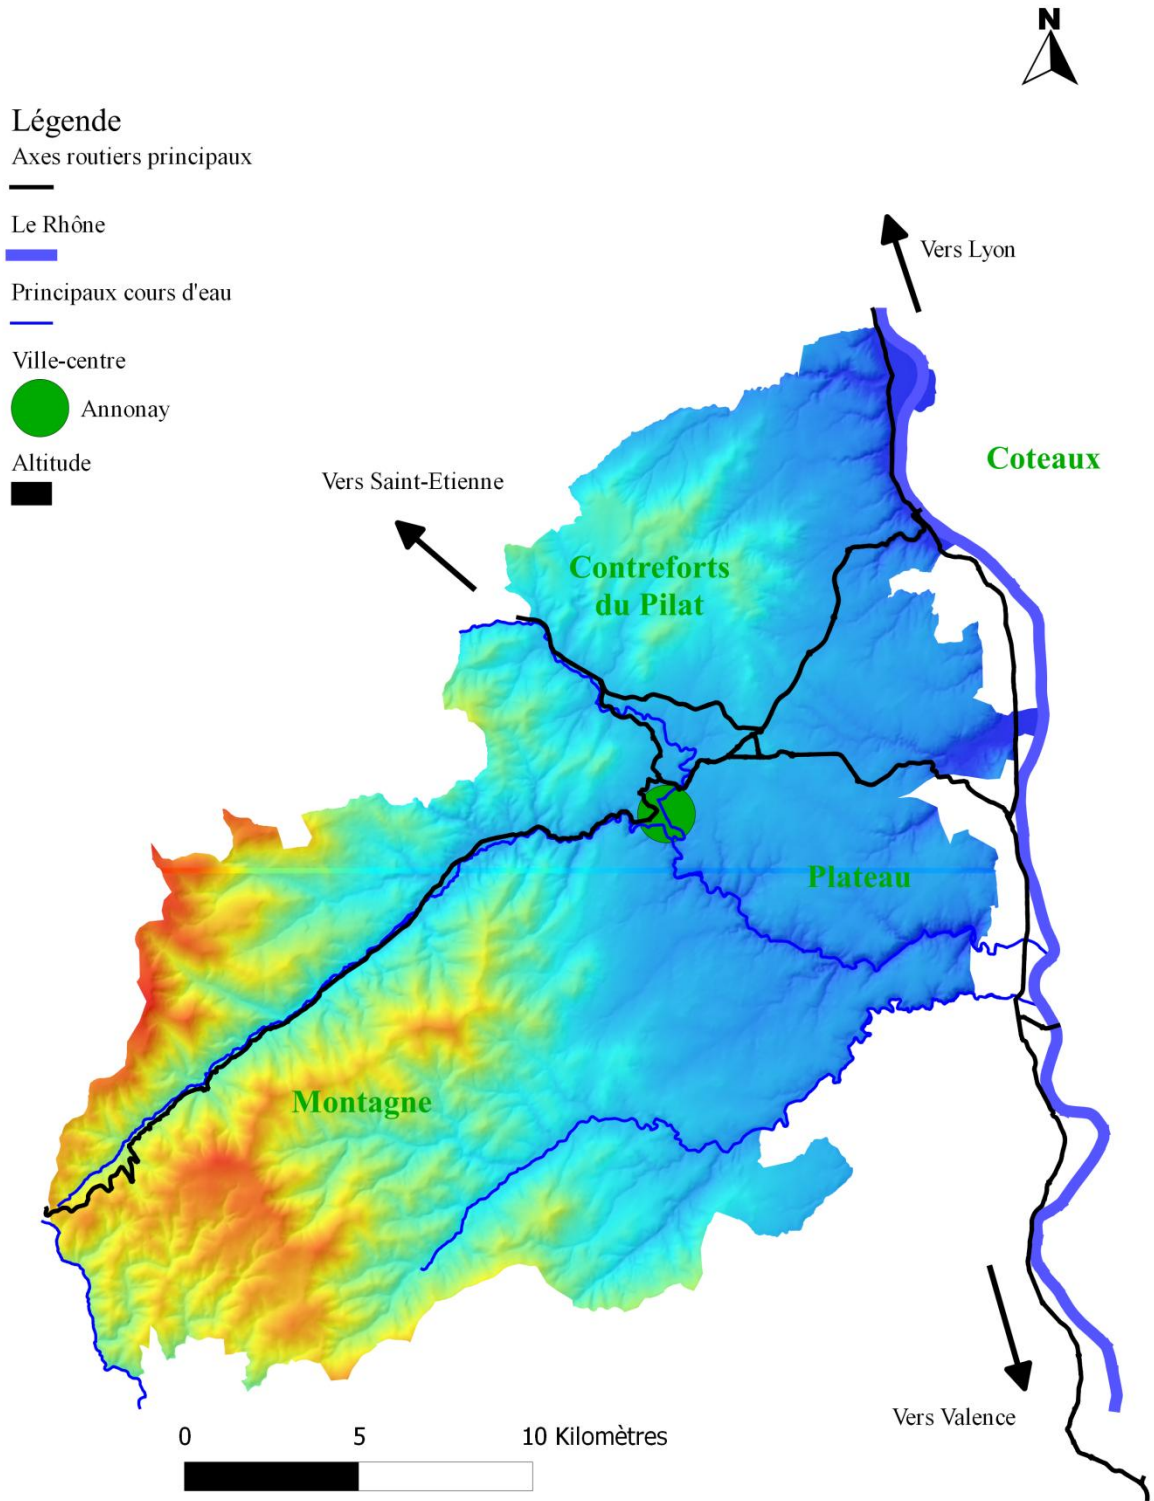 N
Légende
Axes routiers principaux
Le Rhône
Principaux cours d'eau
Ville-centre
Annonay
Altitude
Vers Lyon
Coteaux
Vers Saint-Etienne
Contreforts
du Pilat
Plateau
Montagne
Vers Valence
0 5 10 Kilomètres